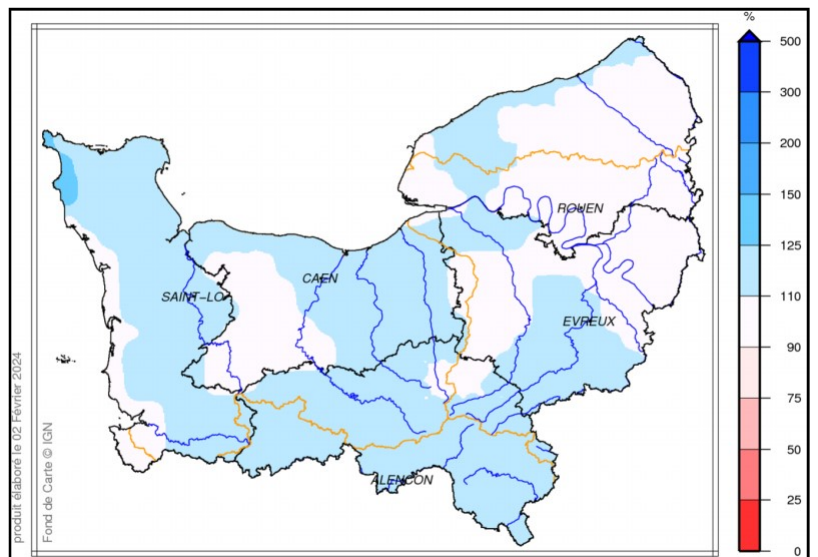 %
500
300
200
150
125
110
90
75
50
25
0
ROUEN
CAEN
SAINT-LO
EVREUX
ALENCON
produit élaboré le 02 Février 2024
Fond de Carte © IGN